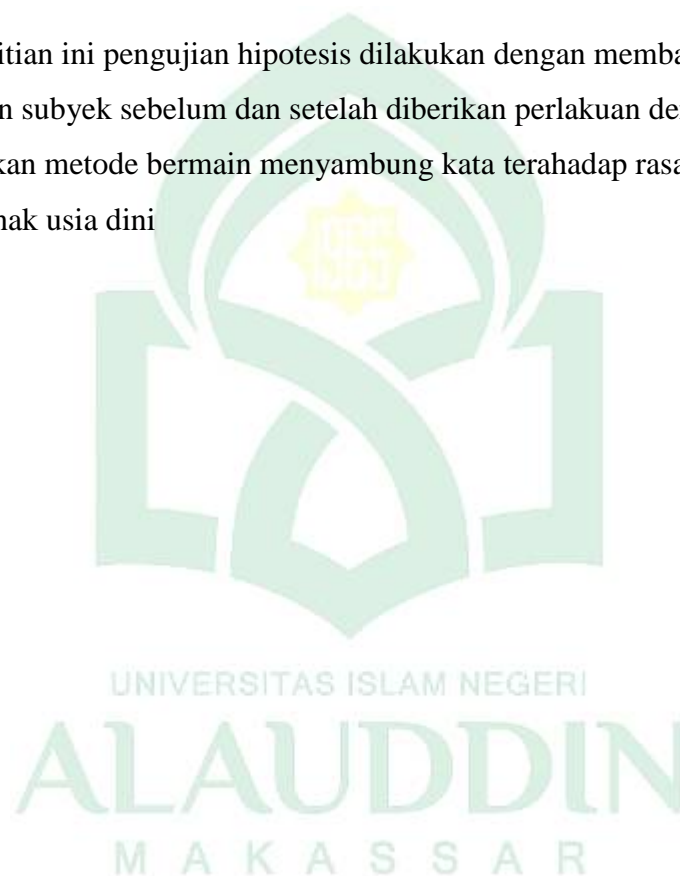 itian ini pengujian hipotesis dilakukan dengan memba
n subyek sebelum dan setelah diberikan perlakuan de
kan metode bermain menyambung kata terahadap rasa
nak usia dini
UNIVERSITAS ISLAM NEGERI
ALAUDDIN
MAKASSAR